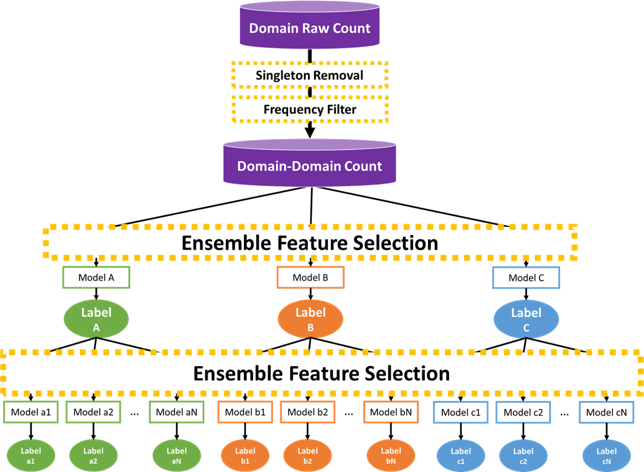 Domain Raw Count
Singleton Removal
Frequency Filter
Domain-Domain Count
Ensemble Feature Selection
Model A Model B Model C
Label Label Label
A B C
Ensemble Feature Selection
Model a1 Model a2 ... Model aN Model b1 Model b2 ... Model bN Model c1 Model c2 ... Model cN
Label Label Label Label Label Label Label Label Label
a1 a2 aN b1 b2 bN c1 c2 cN